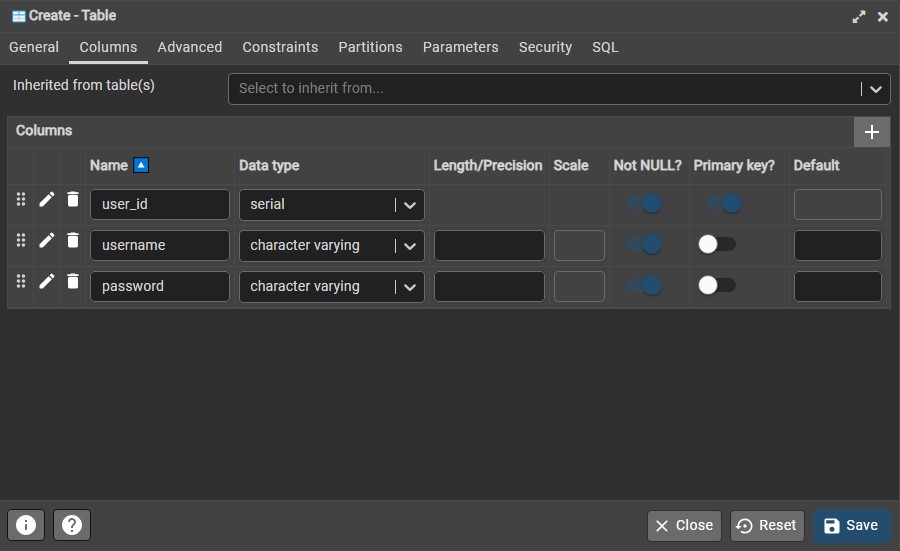 Create - Table
General Columns Advanced Constraints Partitions Parameters Security SQL
Inherited from table(s) Select to inherit from...
Columns
Name Data type Length/Precision Scale Not NULL? Primary key? Default
user_id serial
username character varying
password character varying
Close Reset Save